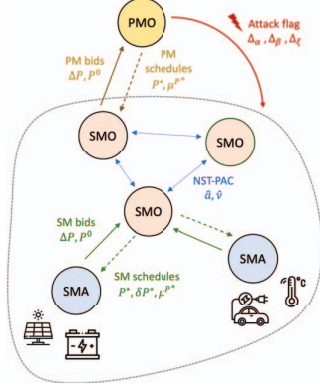 PMO
Attack flag
Δα , Δβ , Δξ
PM bids
ΔP, P⁰
PM
schedules
P*, μᴾ*
SMO
SMO
NST-PAC
â, v̂
SMO
SM bids
ΔP, P⁰
SMA
SM schedules
P*, δP*,
SMA
°C